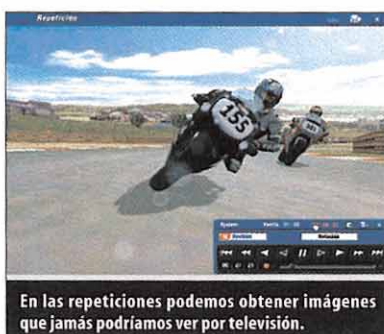 Repetición
155
En las repeticiones podemos obtener imágenes
que jamás podríamos ver por televisión.